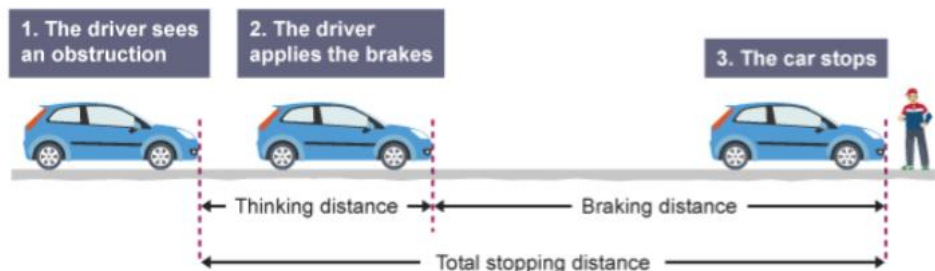 1. The driver sees
an obstruction
2. The driver
applies the brakes
3. The car stops
Thinking distance
Braking distance
Total stopping distance